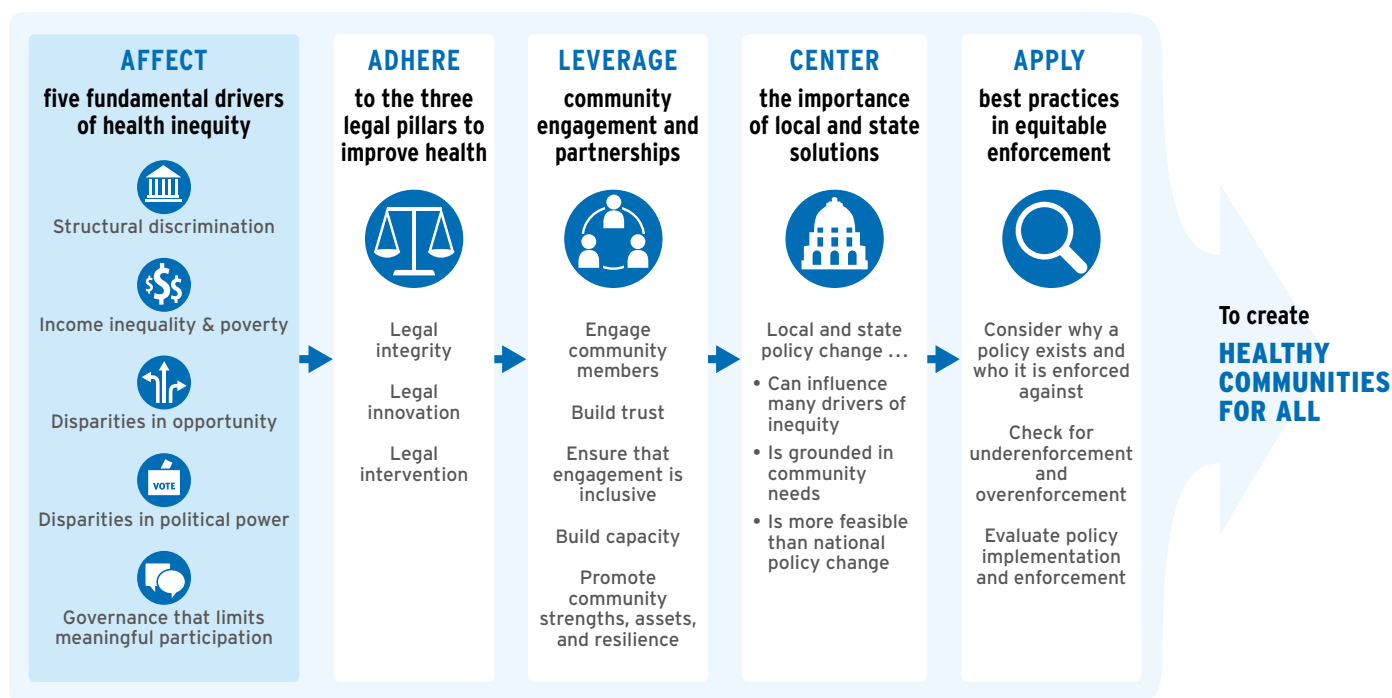 AFFECT
five fundamental drivers
of health inequity
Structural discrimination
Income inequality & poverty
Disparities in opportunity
VOTE
Disparities in political power
Governance that limits
meaningful participation
ADHERE
to the three
legal pillars to
improve health
Legal
integrity
Legal
innovation
Legal
intervention
LEVERAGE
community
engagement and
partnerships
Engage
community
members
Build trust
Ensure that
engagement is
inclusive
Build capacity
Promote
community
strengths, assets,
and resilience
CENTER
the importance
of local and state
solutions
Local and state
policy change ...
• Can influence
many drivers of
inequity
• Is grounded in
community
needs
• Is more feasible
than national
policy change
APPLY
best practices
in equitable
enforcement
Consider why a
policy exists and
who it is enforced
against
Check for
underenforcement
and
overenforcement
Evaluate policy
implementation
and enforcement
To create
HEALTHY
COMMUNITIES
FOR ALL